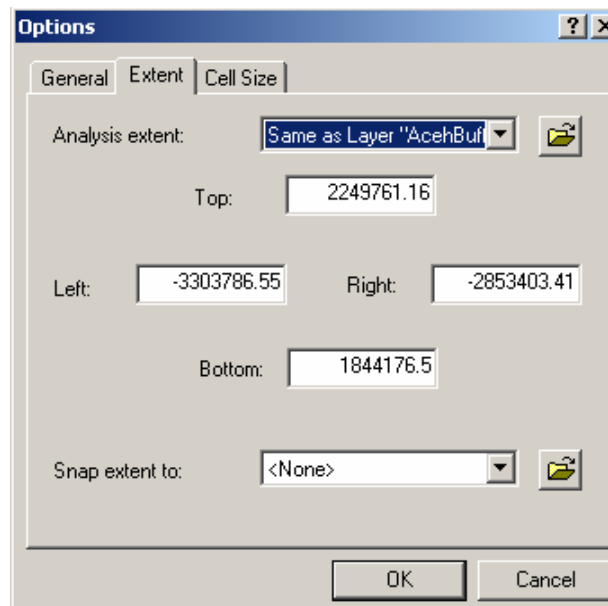 Options
General Extent Cell Size
Analysis extent: Same as Layer "AcehBuf
Top: 2249761.16
Left: -3303786.55 Right: -2853403.41
Bottom: 1844176.5
Snap extent to: <None>
OK Cancel